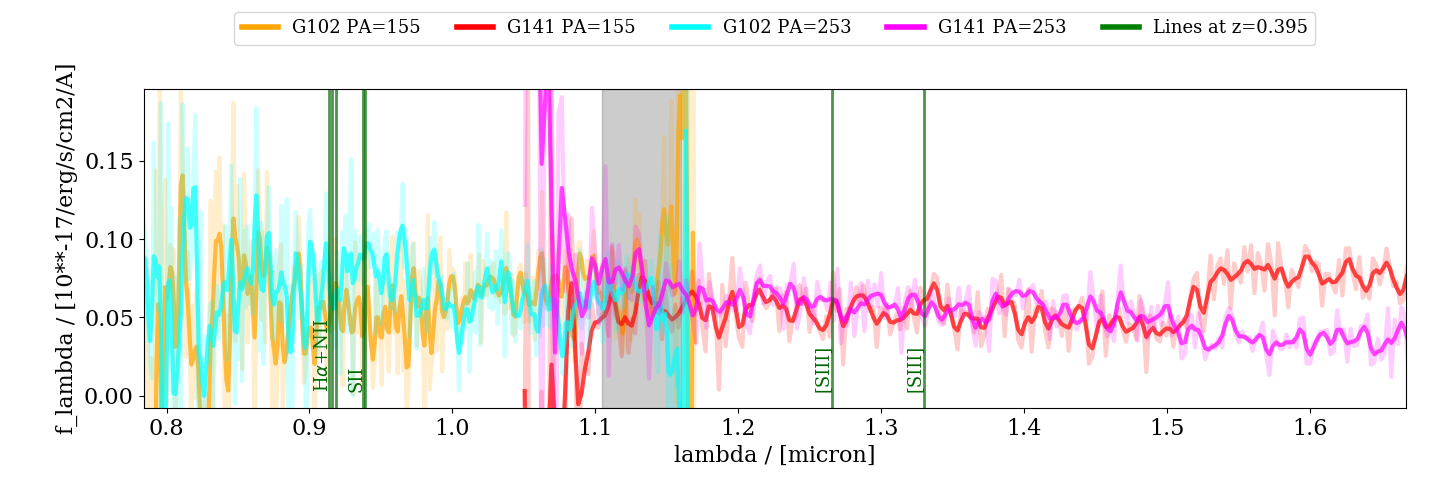 G102 PA=155 G141 PA=155 G102 PA=253 G141 PA=253 Lines at z=0.395
f_lambda / [10**-17/erg/s/cm2/A]
0.15
0.10
0.05
0.00
Hα+NII
SII
[SIII]
[SIII]
0.8 0.9 1.0 1.1 1.2 1.3 1.4 1.5 1.6
lambda / [micron]